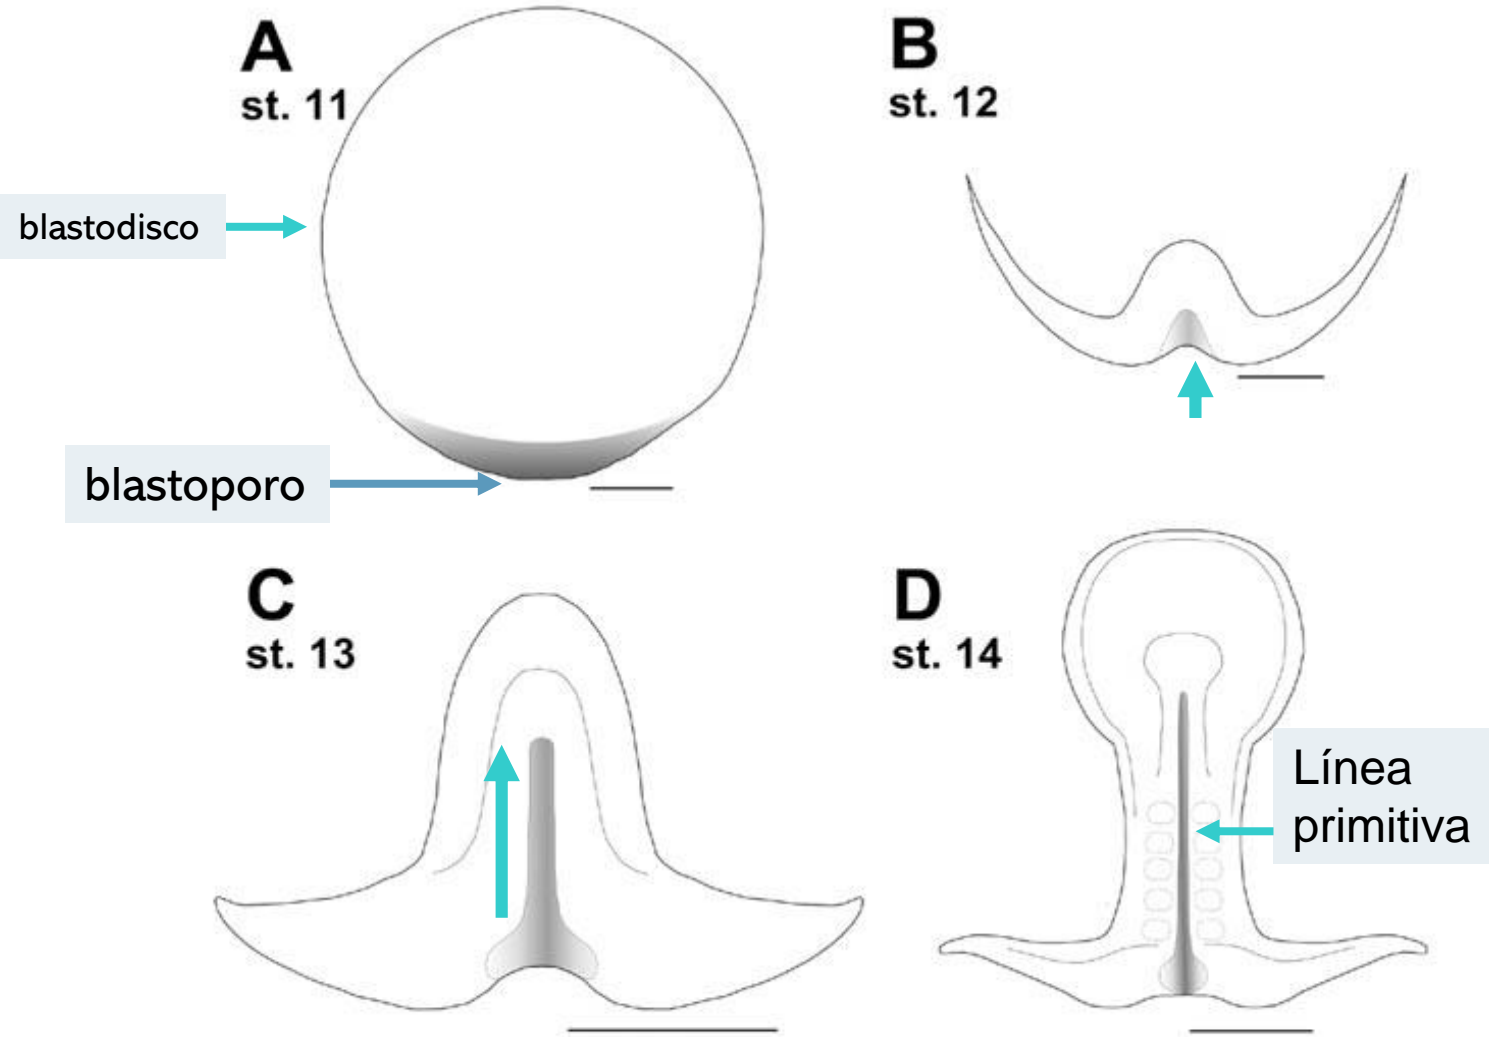 A
st. 11
B
st. 12
blastodisco
blastoporo
C
st. 13
D
st. 14
Línea
primitiva